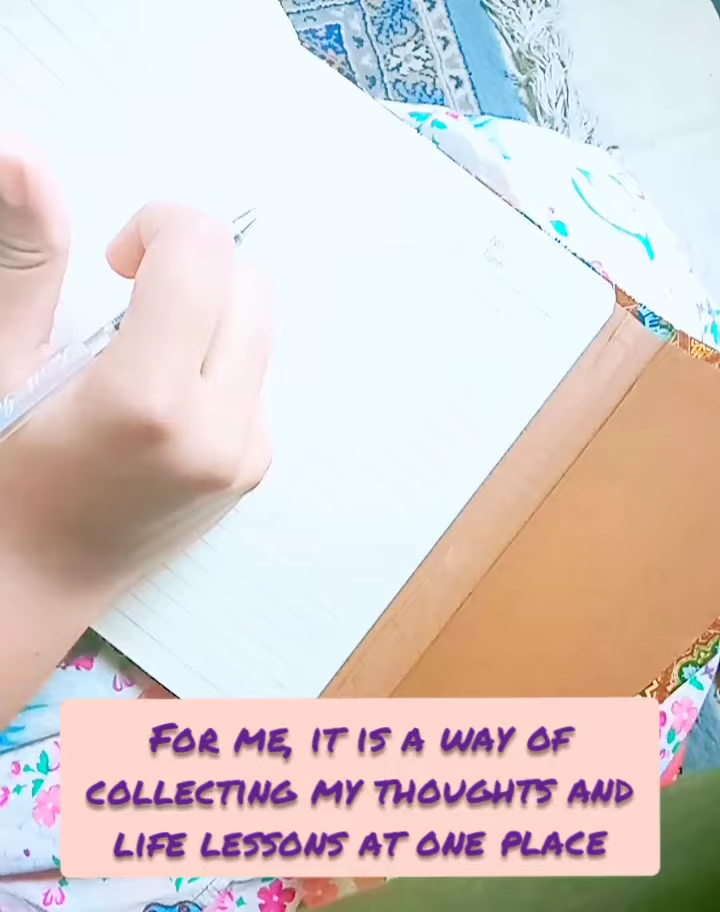 FOR ME, IT IS A WAY OF
COLLECTING MY THOUGHTS AND
LIFE LESSONS AT ONE PLACE